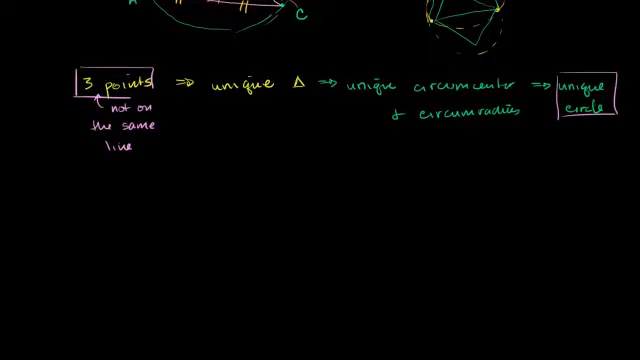 A
C
3 points ⇒ unique Δ ⇒ unique circumcenter ⇒ unique
& circumradius circle
not on
the same
line